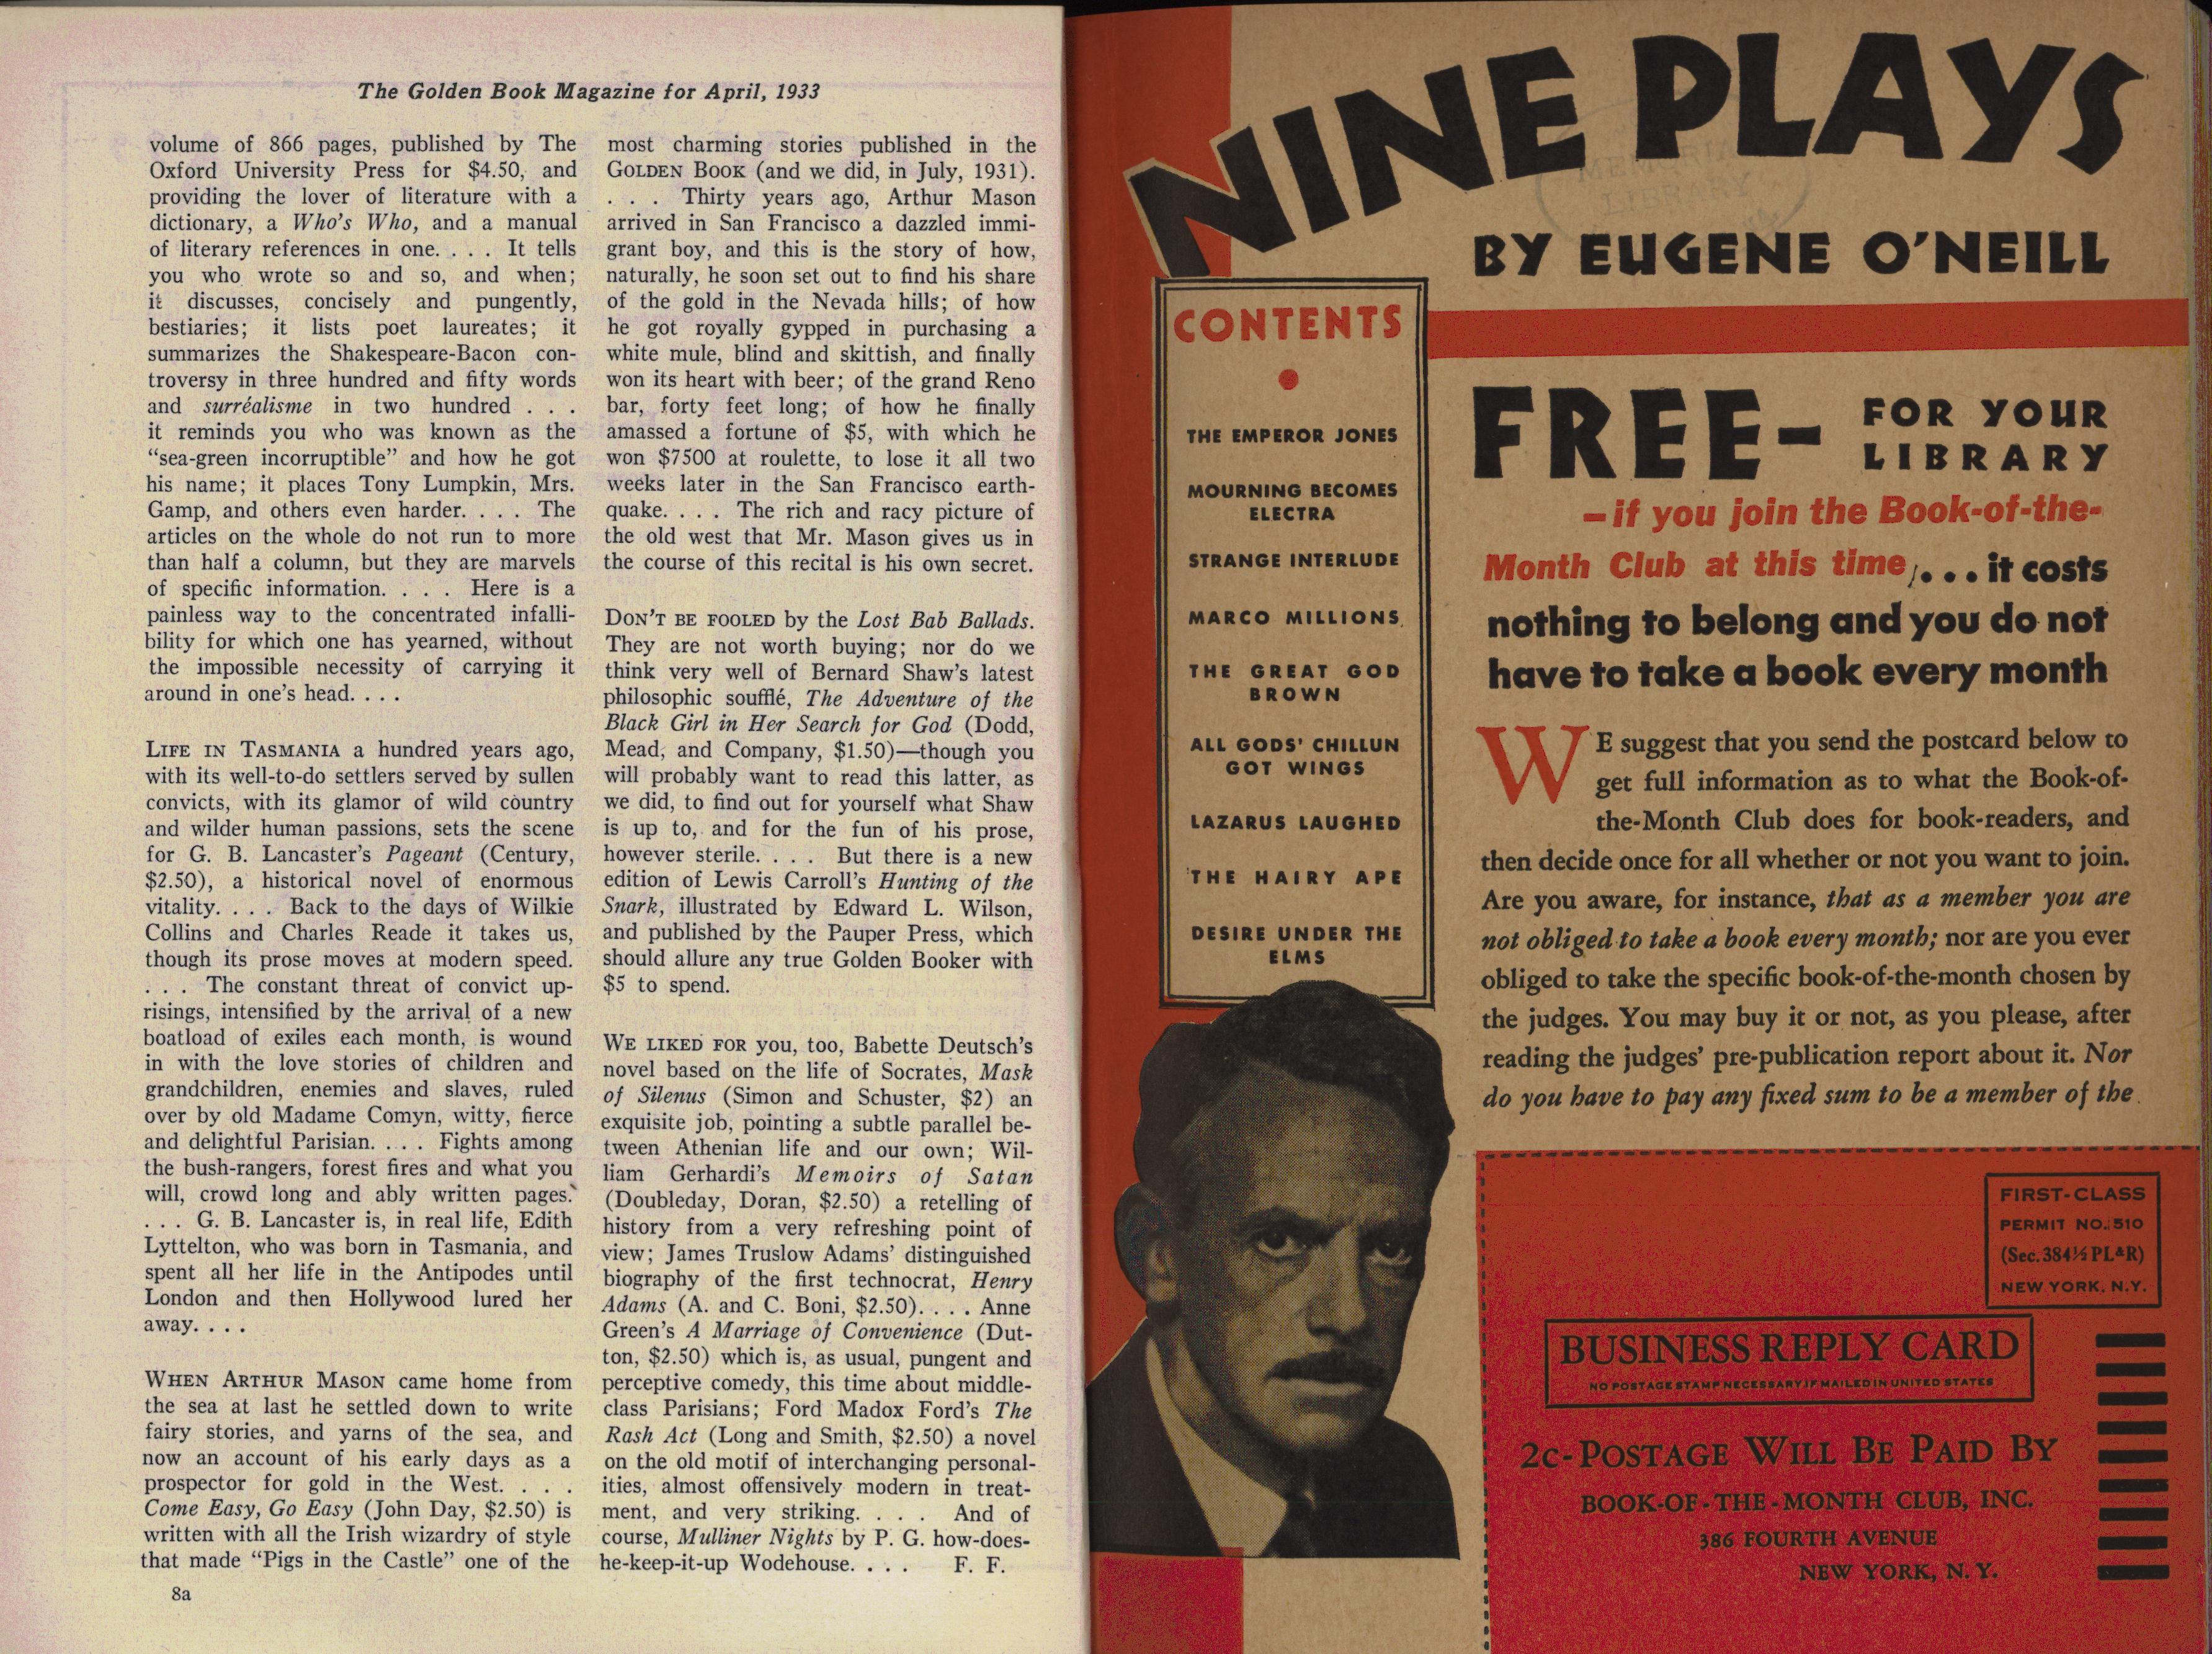 The Golden Book Magazine for April, 1933
volume of 866 pages, published by The
Oxford University Press for $4.50, and
providing the lover of literature with a
dictionary, a Who's Who, and a manual
of literary references in one. . . . It tells
you who wrote so and so, and when;
it discusses, concisely and pungently,
bestiaries; it lists poet laureates; it
summarizes the Shakespeare-Bacon con-
troversy in three hundred and fifty words
and surréalisme in two hundred . . .
it reminds you who was known as the
“sea-green incorruptible” and how he got
his name; it places Tony Lumpkin, Mrs.
Gamp, and others even harder. . . . The
articles on the whole do not run to more
than half a column, but they are marvels
of specific information. . . . Here is a
painless way to the concentrated infalli-
bility for which one has yearned, without
the impossible necessity of carrying it
around in one's head. . . .
LIFE IN TASMANIA a hundred years ago,
with its well-to-do settlers served by sullen
convicts, with its glamor of wild country
and wilder human passions, sets the scene
for G. B. Lancaster's Pageant (Century,
$2.50), a historical novel of enormous
vitality. . . . Back to the days of Wilkie
Collins and Charles Reade it takes us,
though its prose moves at modern speed.
. . . The constant threat of convict up-
risings, intensified by the arrival of a new
boatload of exiles each month, is wound
in with the love stories of children and
grandchildren, enemies and slaves, ruled
over by old Madame Comyn, witty, fierce
and delightful Parisian. . . . Fights among
the bush-rangers, forest fires and what you
will, crowd long and ably written pages.
. . . G. B. Lancaster is, in real life, Edith
Lyttelton, who was born in Tasmania, and
spent all her life in the Antipodes until
London and then Hollywood lured her
away. . . .
WHEN ARTHUR MASON came home from
the sea at last he settled down to write
fairy stories, and yarns of the sea, and
now an account of his early days as a
prospector for gold in the West. . . .
Come Easy, Go Easy (John Day, $2.50) is
written with all the Irish wizardry of style
that made “Pigs in the Castle” one of the
8a
most charming stories published in the
GOLDEN BOOK (and we did, in July, 1931).
. . . Thirty years ago, Arthur Mason
arrived in San Francisco a dazzled immi-
grant boy, and this is the story of how,
naturally, he soon set out to find his share
of the gold in the Nevada hills; of how
he got royally gypped in purchasing a
white mule, blind and skittish, and finally
won its heart with beer; of the grand Reno
bar, forty feet long; of how he finally
amassed a fortune of $5, with which he
won $7500 at roulette, to lose it all two
weeks later in the San Francisco earth-
quake. . . . The rich and racy picture of
the old west that Mr. Mason gives us in
the course of this recital is his own secret.
DON'T BE FOOLED by the Lost Bab Ballads.
They are not worth buying; nor do we
think very well of Bernard Shaw's latest
philosophic soufflé, The Adventure of the
Black Girl in Her Search for God (Dodd,
Mead, and Company, $1.50)—though you
will probably want to read this latter, as
we did, to find out for yourself what Shaw
is up to, and for the fun of his prose,
however sterile. . . . But there is a new
edition of Lewis Carroll's Hunting of the
Snark, illustrated by Edward L. Wilson,
and published by the Pauper Press, which
should allure any true Golden Booker with
$5 to spend.
WE LIKED FOR you, too, Babette Deutsch's
novel based on the life of Socrates, Mask
of Silenus (Simon and Schuster, $2) an
exquisite job, pointing a subtle parallel be-
tween Athenian life and our own; Wil-
liam Gerhardi's Memoirs of Satan
(Doubleday, Doran, $2.50) a retelling of
history from a very refreshing point of
view; James Truslow Adams' distinguished
biography of the first technocrat, Henry
Adams (A. and C. Boni, $2.50). . . . Anne
Green's A Marriage of Convenience (Dut-
ton, $2.50) which is, as usual, pungent and
perceptive comedy, this time about middle-
class Parisians; Ford Madox Ford's The
Rash Act (Long and Smith, $2.50) a novel
on the old motif of interchanging personal-
ities, almost offensively modern in treat-
ment, and very striking. . . . And of
course, Mulliner Nights by P. G. how-does-
he-keep-it-up Wodehouse. . . . F. F.
NINE PLAYS
BY EUGENE O'NEILL
CONTENTS
THE EMPEROR JONES
MOURNING BECOMES
ELECTRA
STRANGE INTERLUDE
MARCO MILLIONS
THE GREAT GOD
BROWN
ALL GODS' CHILLUN
GOT WINGS
LAZARUS LAUGHED
THE HAIRY APE
DESIRE UNDER THE
ELMS
FREE— FOR YOUR
LIBRARY
—if you join the Book-of-the-
Month Club at this time, . . . it costs
nothing to belong and you do not
have to take a book every month
WE suggest that you send the postcard below to
get full information as to what the Book-of-
the-Month Club does for book-readers, and
then decide once for all whether or not you want to join.
Are you aware, for instance, that as a member you are
not obliged to take a book every month; nor are you ever
obliged to take the specific book-of-the-month chosen by
the judges. You may buy it or not, as you please, after
reading the judges' pre-publication report about it. Nor
do you have to pay any fixed sum to be a member of the
FIRST-CLASS
PERMIT NO. 510
(Sec. 384½ PL&R)
NEW YORK, N.Y.
BUSINESS REPLY CARD
NO POSTAGE STAMP NECESSARY IF MAILED IN UNITED STATES
2c-POSTAGE WILL BE PAID BY
BOOK-OF-THE-MONTH CLUB, INC.
386 FOURTH AVENUE
NEW YORK, N. Y.